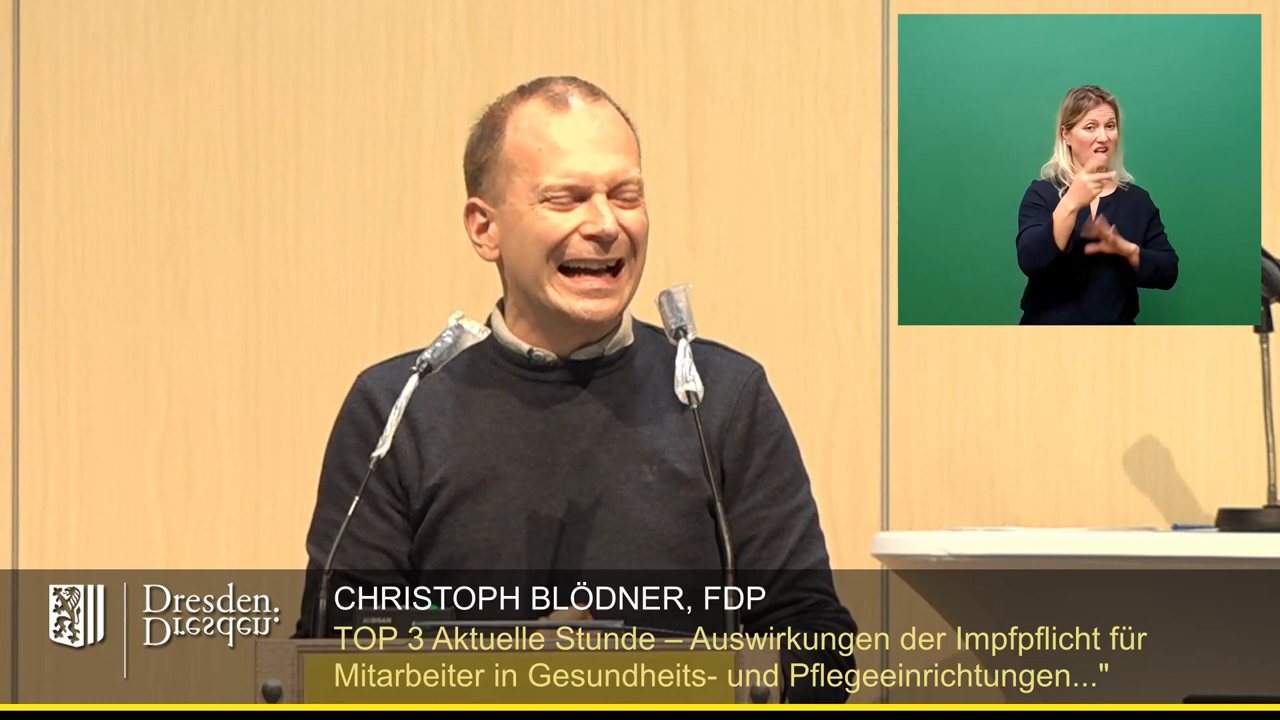 Dresden.
Dresden.
CHRISTOPH BLÖDNER, FDP
TOP 3 Aktuelle Stunde – Auswirkungen der Impfpflicht für
Mitarbeiter in Gesundheits- und Pflegeeinrichtungen..."